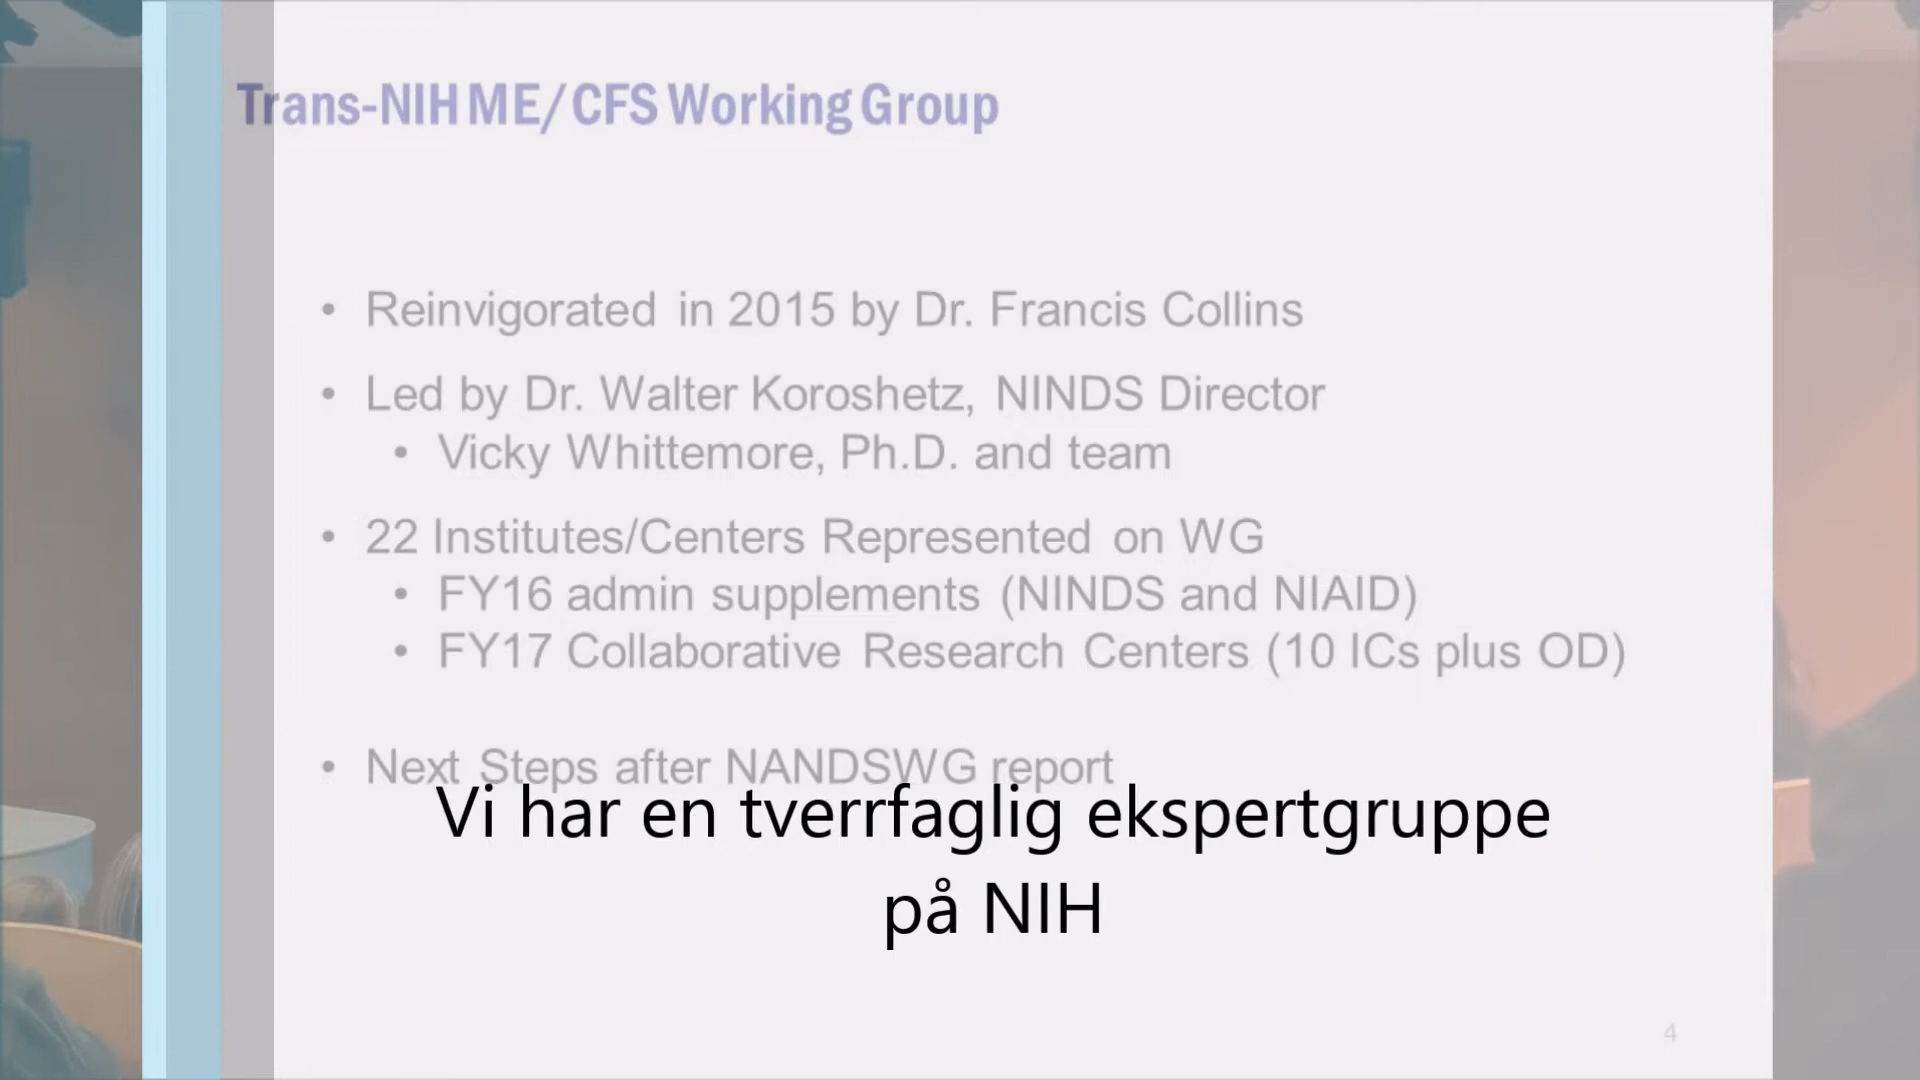 Trans-NIH ME/CFS Working Group
• Reinvigorated in 2015 by Dr. Francis Collins
• Led by Dr. Walter Koroshetz, NINDS Director
• Vicky Whittemore, Ph.D. and team
• 22 Institutes/Centers Represented on WG
• FY16 admin supplements (NINDS and NIAID)
• FY17 Collaborative Research Centers (10 ICs plus OD)
• Next Steps after NANDSWG report
Vi har en tverrfaglig ekspertgruppe
på NIH
4